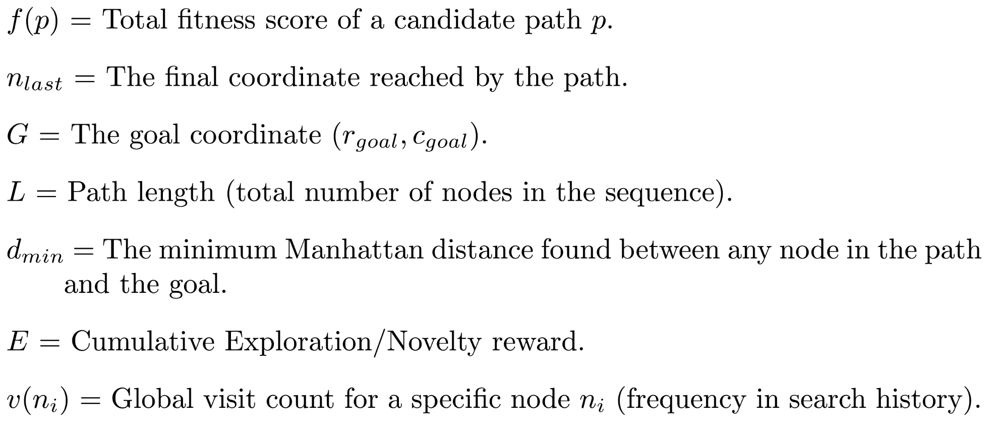 f(p) = Total fitness score of a candidate path p.
n_{last} = The final coordinate reached by the path.
G = The goal coordinate (r_{goal}, c_{goal}).
L = Path length (total number of nodes in the sequence).
d_{min} = The minimum Manhattan distance found between any node in the path
and the goal.
E = Cumulative Exploration/Novelty reward.
v(n_i) = Global visit count for a specific node n_i (frequency in search history).